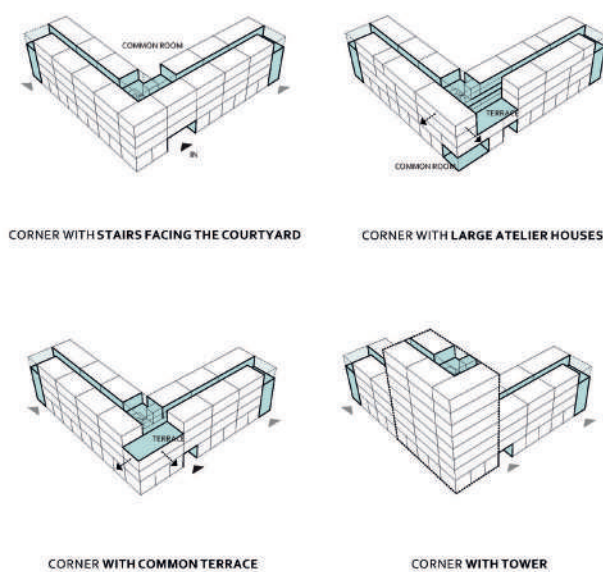 COMMON ROOM
IN
CORNER WITH STAIRS FACING THE COURTYARD
TERRACE
COMMON ROOM
CORNER WITH LARGE ATELIER HOUSES
TERRACE
CORNER WITH COMMON TERRACE
CORNER WITH TOWER